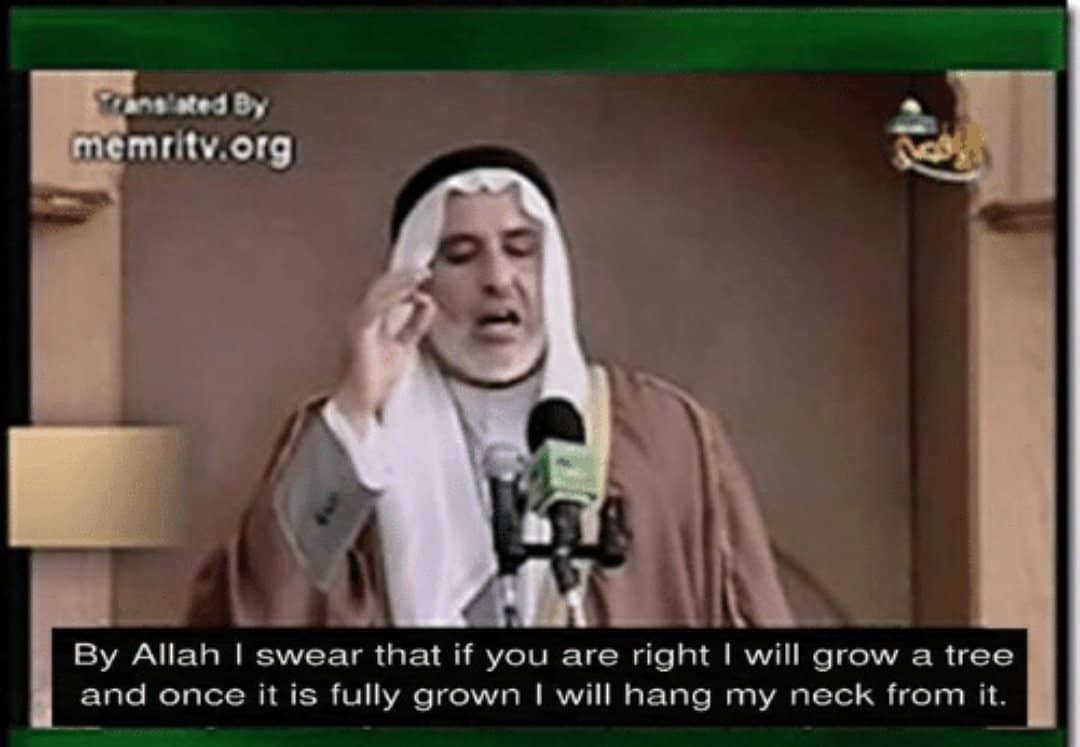 Translated By
memritv.org
الأقصى
By Allah I swear that if you are right I will grow a tree
and once it is fully grown I will hang my neck from it.